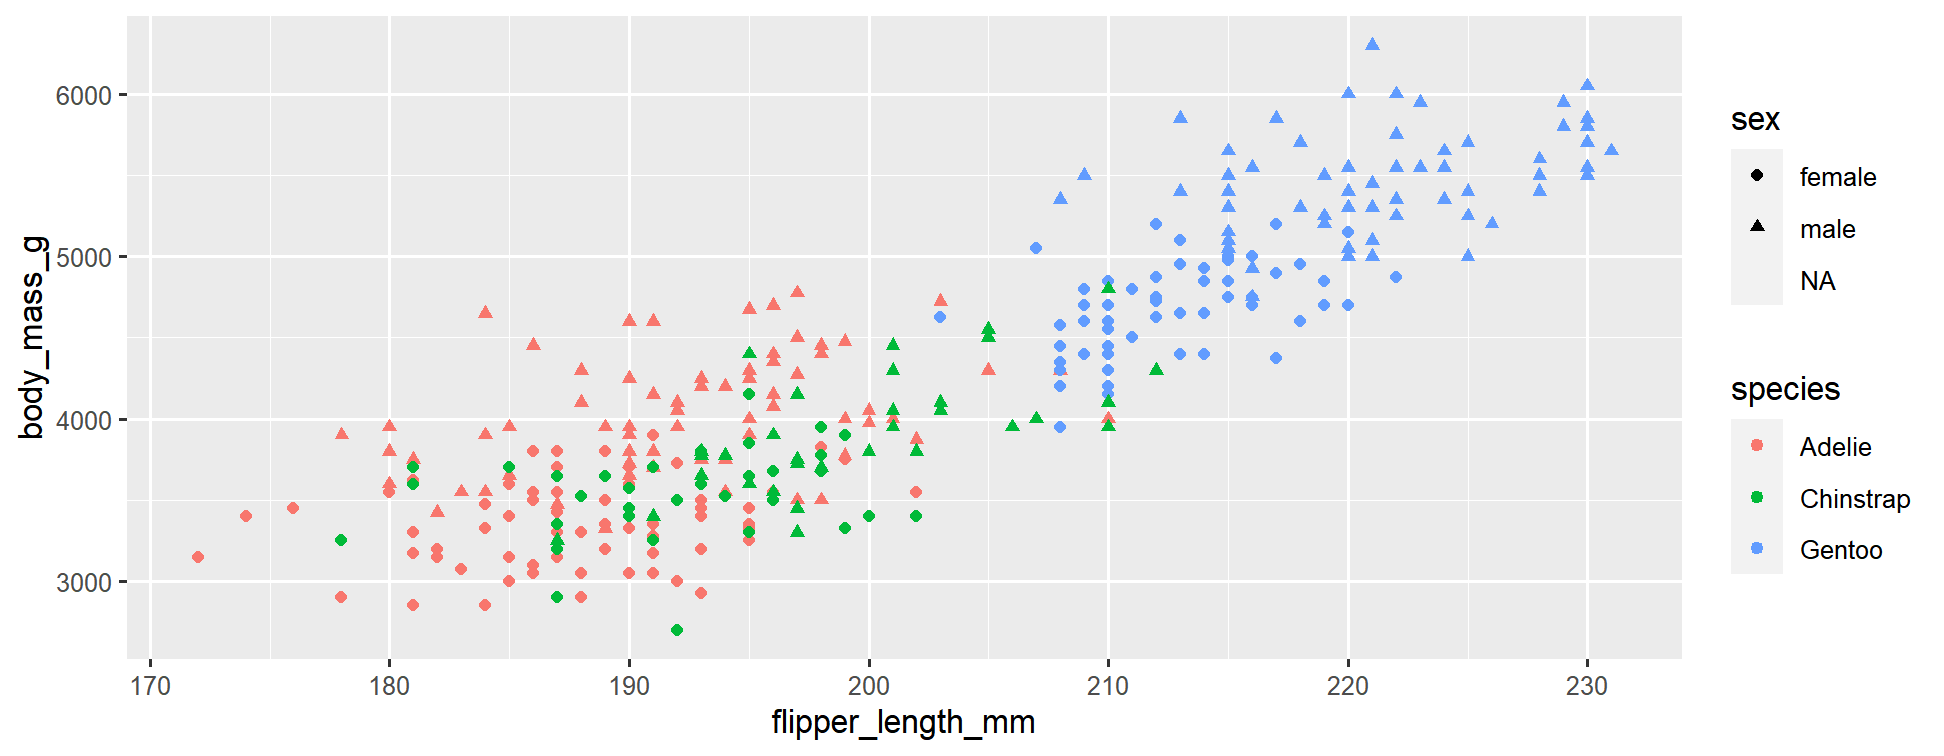 6000
5000
4000
3000
body_mass_g
170 180 190 200 210 220 230
flipper_length_mm
sex
female
male
NA
species
Adelie
Chinstrap
Gentoo